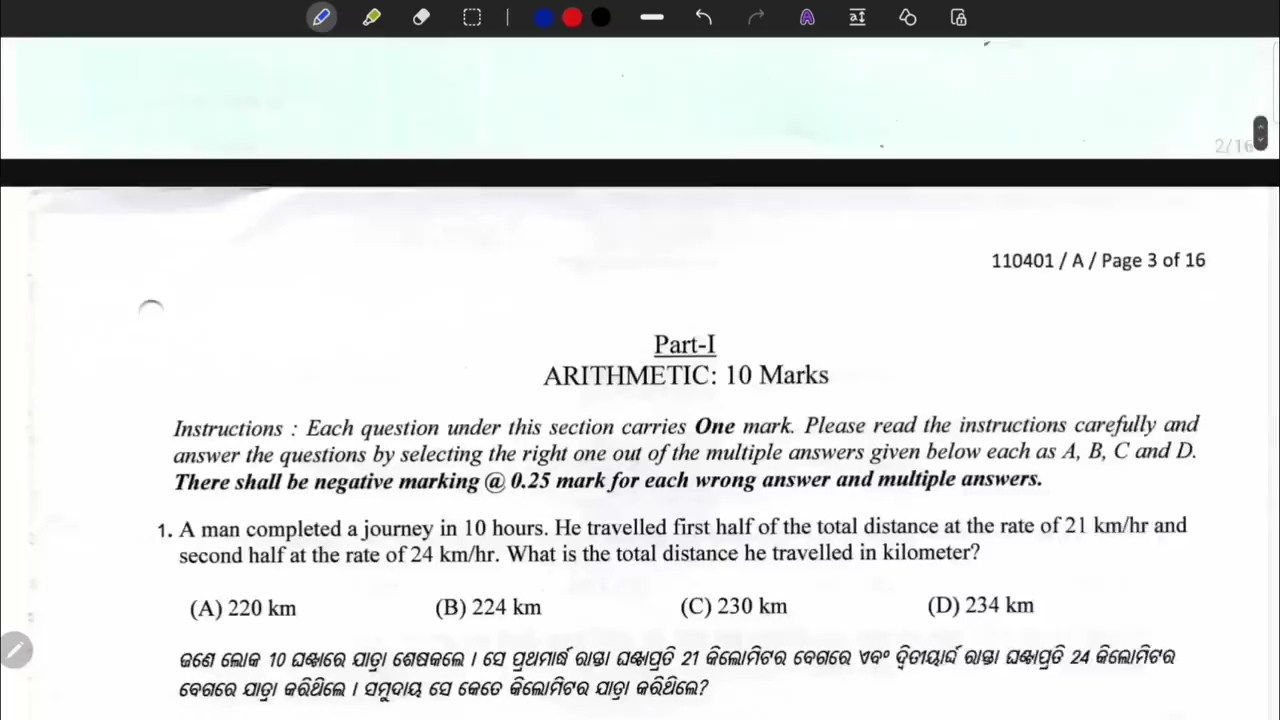 2/16
110401 / A / Page 3 of 16
Part-I
ARITHMETIC: 10 Marks
Instructions : Each question under this section carries One mark. Please read the instructions carefully and
answer the questions by selecting the right one out of the multiple answers given below each as A, B, C and D.
There shall be negative marking @ 0.25 mark for each wrong answer and multiple answers.
1. A man completed a journey in 10 hours. He travelled first half of the total distance at the rate of 21 km/hr and
second half at the rate of 24 km/hr. What is the total distance he travelled in kilometer?
(A) 220 km (B) 224 km (C) 230 km (D) 234 km
ଜଣେ ଲୋକ 10 ଘଣ୍ଟାରେ ଯାତ୍ରା ଶେଷକଲେ । ସେ ପ୍ରଥମାର୍ଦ୍ଧ ରାସ୍ତା ଘଣ୍ଟାପ୍ରତି 21 କିଲୋମିଟର ବେଗରେ ଏବଂ ଦ୍ଵିତୀୟାର୍ଦ୍ଧ ରାସ୍ତା ଘଣ୍ଟାପ୍ରତି 24 କିଲୋମିଟର
ବେଗରେ ଯାତ୍ରା କରିଥିଲେ । ସମୁଦାୟ ସେ କେତେ କିଲୋମିଟର ଯାତ୍ରା କରିଥିଲେ?